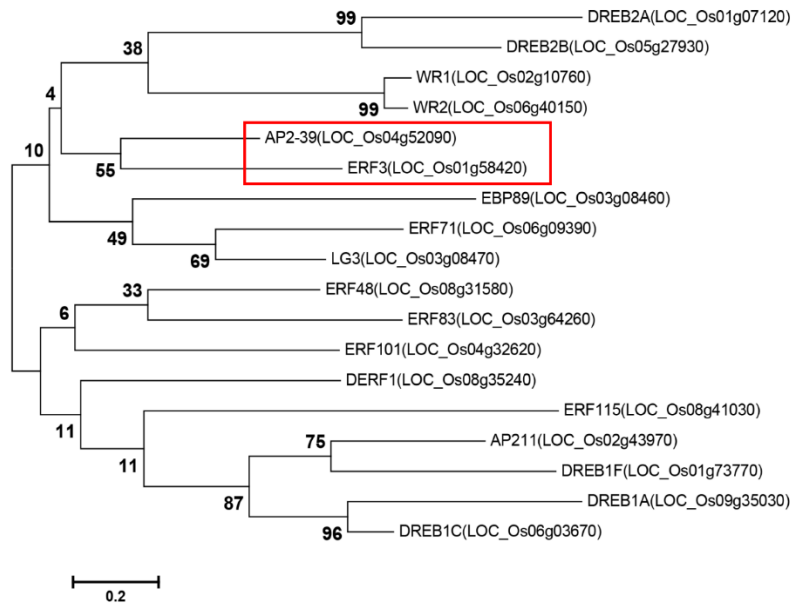 99
DREB2A(LOC_Os01g07120)
38
DREB2B(LOC_Os05g27930)
WR1(LOC_Os02g10760)
4
99
WR2(LOC_Os06g40150)
AP2-39(LOC_Os04g52090)
10
55
ERF3(LOC_Os01g58420)
EBP89(LOC_Os03g08460)
49
ERF71(LOC_Os06g09390)
69
LG3(LOC_Os03g08470)
33
ERF48(LOC_Os08g31580)
6
ERF83(LOC_Os03g64260)
ERF101(LOC_Os04g32620)
DERF1(LOC_Os08g35240)
11
ERF115(LOC_Os08g41030)
75
AP211(LOC_Os02g43970)
11
DREB1F(LOC_Os01g73770)
87
DREB1A(LOC_Os09g35030)
96
DREB1C(LOC_Os06g03670)
0.2